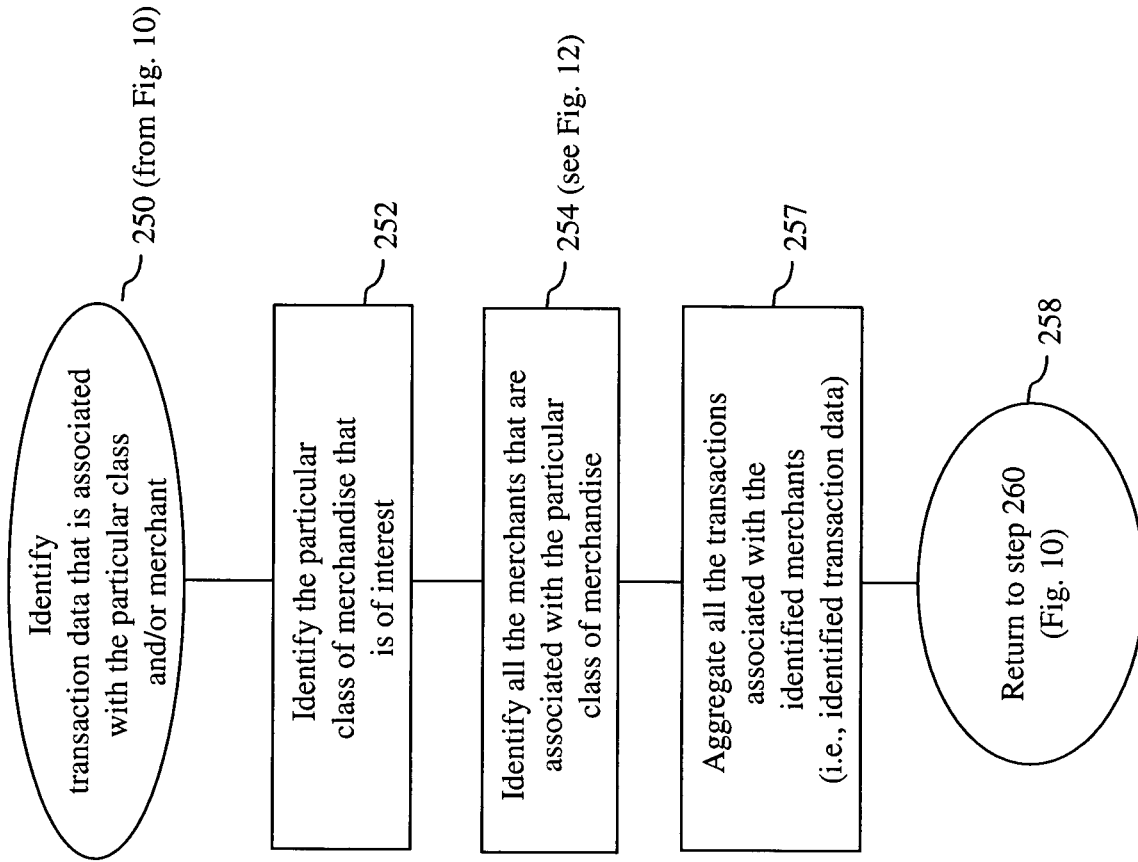 Identify
transaction data that is associated
with the particular class
and/or merchant
250 (from Fig. 10)
Identify the particular
class of merchandise that
is of interest
252
Identify all the merchants that are
associated with the particular
class of merchandise
254 (see Fig. 12)
Aggregate all the transactions
associated with the
identified merchants
(i.e., identified transaction data)
257
Return to step 260
(Fig. 10)
258